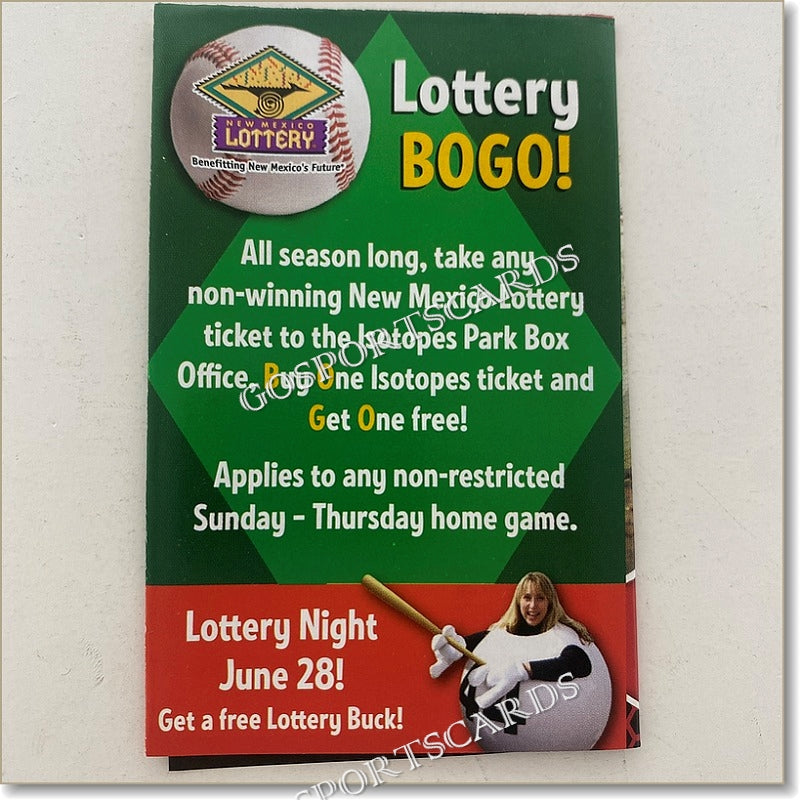 NEW MEXICO
LOTTERY
Benefitting New Mexico's Future
Lottery
BOGO!
All season long, take any
non-winning New Mexico Lottery
ticket to the Isotopes Park Box
Office. Buy One Isotopes ticket and
Get One free!
Applies to any non-restricted
Sunday – Thursday home game.
Lottery Night
June 28!
Get a free Lottery Buck!
GOSPORTSCARDS
SPORTSCARDS